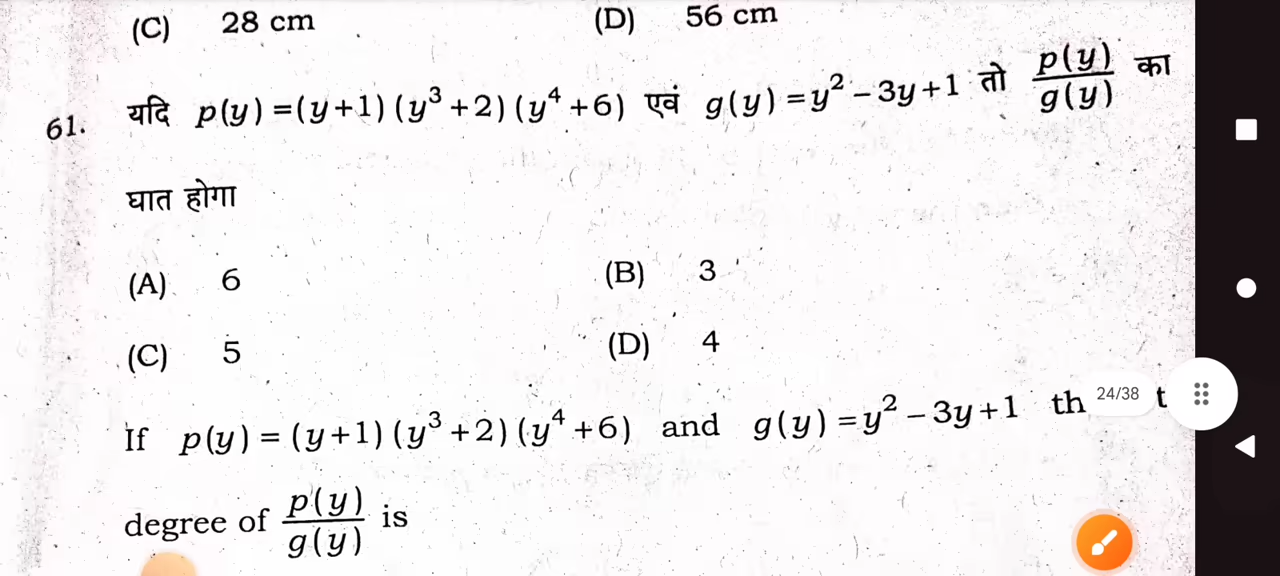 (C) 28 cm (D) 56 cm
61. यदि p(y) =(y+1) (y³ +2) (y⁴ +6) एवं g(y) =y² – 3y+1 तो p(y)/g(y) का
घात होगा
(A) 6 (B) 3
(C) 5 (D) 4
If p(y) = (y+1) (y³ +2) (y⁴ +6) and g(y) =y² – 3y+1 th 24/38 t
degree of p(y)/g(y) is